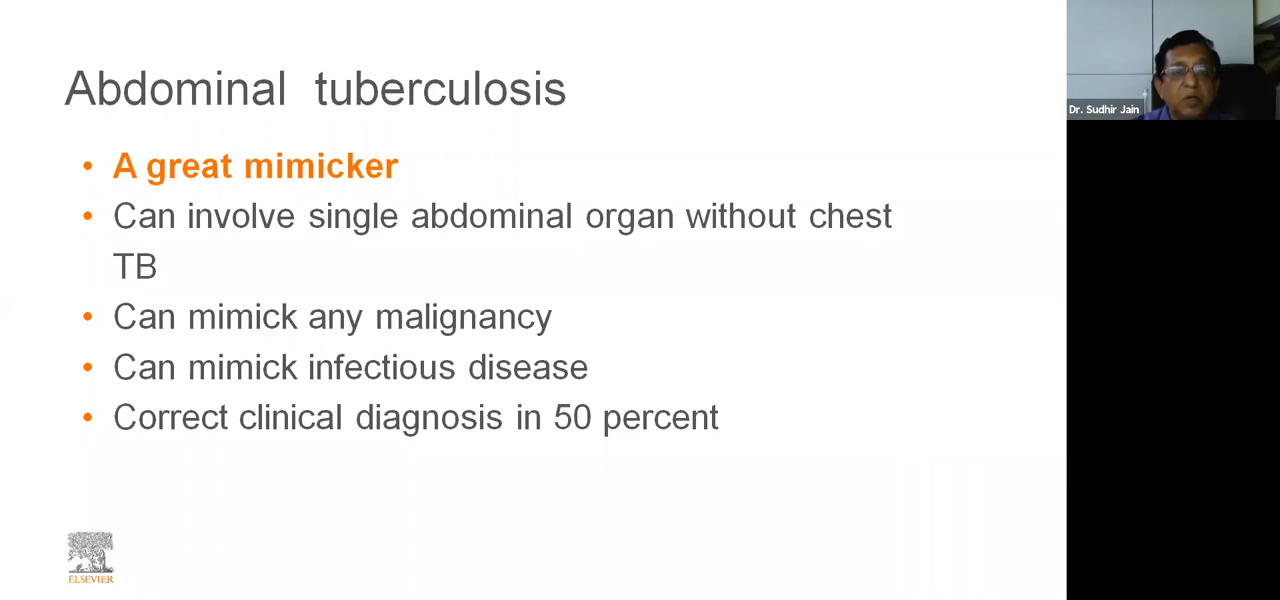 Abdominal tuberculosis
• A great mimicker
• Can involve single abdominal organ without chest
TB
• Can mimick any malignancy
• Can mimick infectious disease
• Correct clinical diagnosis in 50 percent
ELSEVIER
Dr. Sudhir Jain